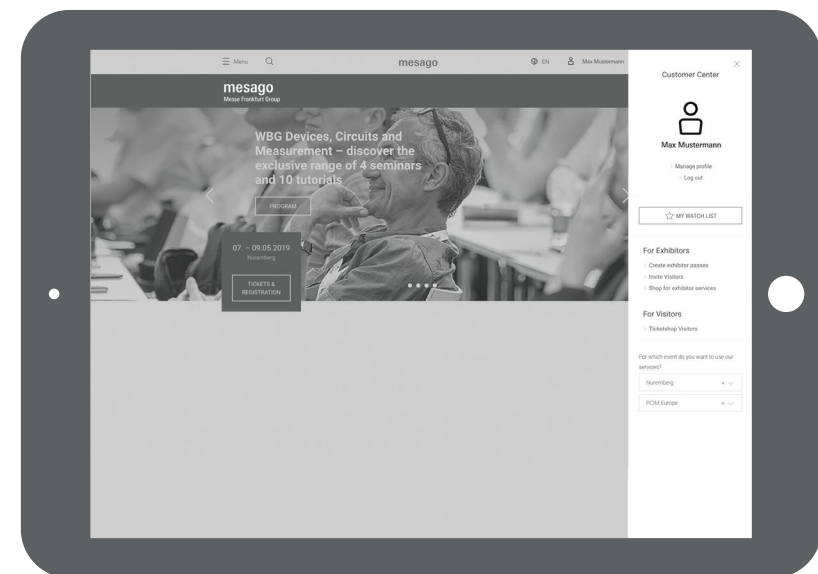 Menu
mesago
EN
Max Mustermann
mesago
Messe Frankfurt Group
WBG Devices, Circuits and
Measurement – discover the
exclusive range of 4 seminars
and 10 tutorials
PROGRAM
07. – 09.05.2019
Nuremberg
TICKETS &
REGISTRATION
Customer Center
Max Mustermann
Manage profile
Log out
MY WATCH LIST
For Exhibitors
Create exhibitor passes
Invite Visitors
Shop for exhibitor services
For Visitors
Ticketshop Visitors
For which event do you want to use our
services?
Nuremberg
PCIM Europe